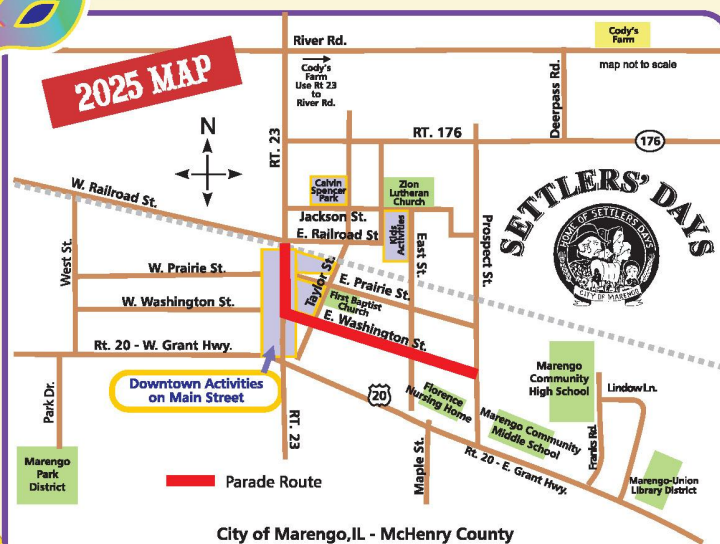 River Rd.
Cody's
Farm
map not to scale
2025 MAP
Cody's
Farm
Use Rt 23
to
River Rd.
Deerpass Rd.
N
RT. 23
RT. 176
176
W. Railroad St.
Calvin
Spencer
Park
Zion
Lutheran
Church
SETTLERS' DAYS
HOME OF SETTLERS DAYS
CITY OF MARENGO
Jackson St.
E. Railroad St
Kids
Activities
East St.
Prospect St.
West St.
W. Prairie St.
Taylor St.
E. Prairie St.
W. Washington St.
First Baptist
Church
E. Washington St.
Rt. 20 - W. Grant Hwy.
Downtown Activities
on Main Street
Park Dr.
RT. 23
20
Florence
Nursing Home
Marengo
Community
High School
Lindow Ln.
Marengo Community
Middle School
Franks Rd.
Maple St.
Rt. 20 - E. Grant Hwy.
Marengo
Park
District
Marengo-Union
Library District
Parade Route
City of Marengo,IL - McHenry County